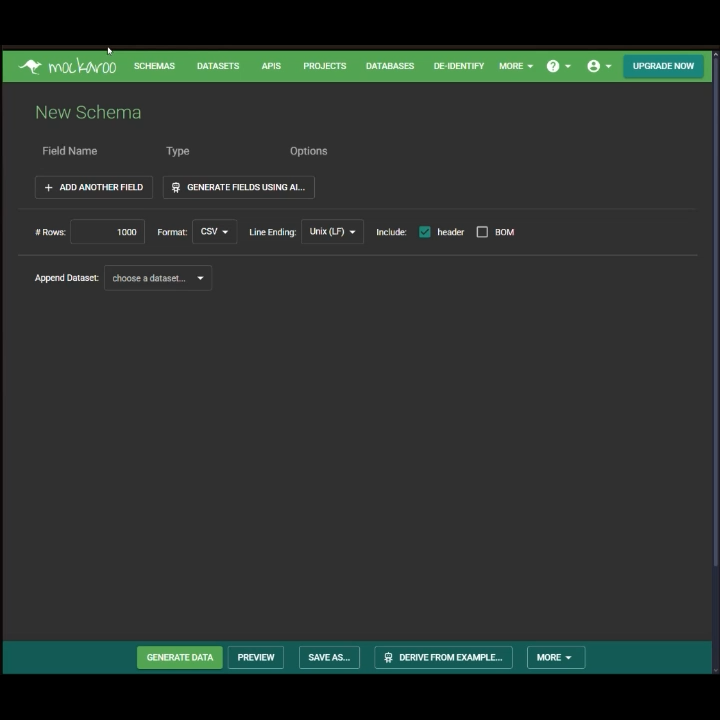 mockaroo SCHEMAS DATASETS APIS PROJECTS DATABASES DE-IDENTIFY MORE ? UPGRADE NOW
New Schema
Field Name Type Options
+ ADD ANOTHER FIELD GENERATE FIELDS USING AI...
# Rows: 1000 Format: CSV Line Ending: Unix (LF) Include: header BOM
Append Dataset: choose a dataset...
GENERATE DATA PREVIEW SAVE AS... DERIVE FROM EXAMPLE... MORE